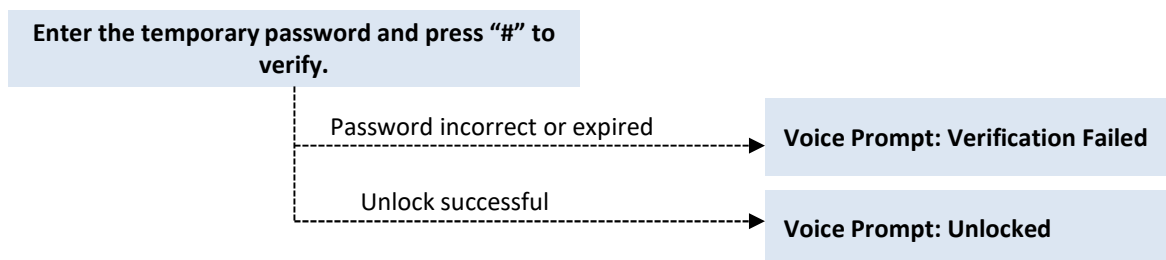 Enter the temporary password and press “#” to
verify.
Password incorrect or expired
Voice Prompt: Verification Failed
Unlock successful
Voice Prompt: Unlocked